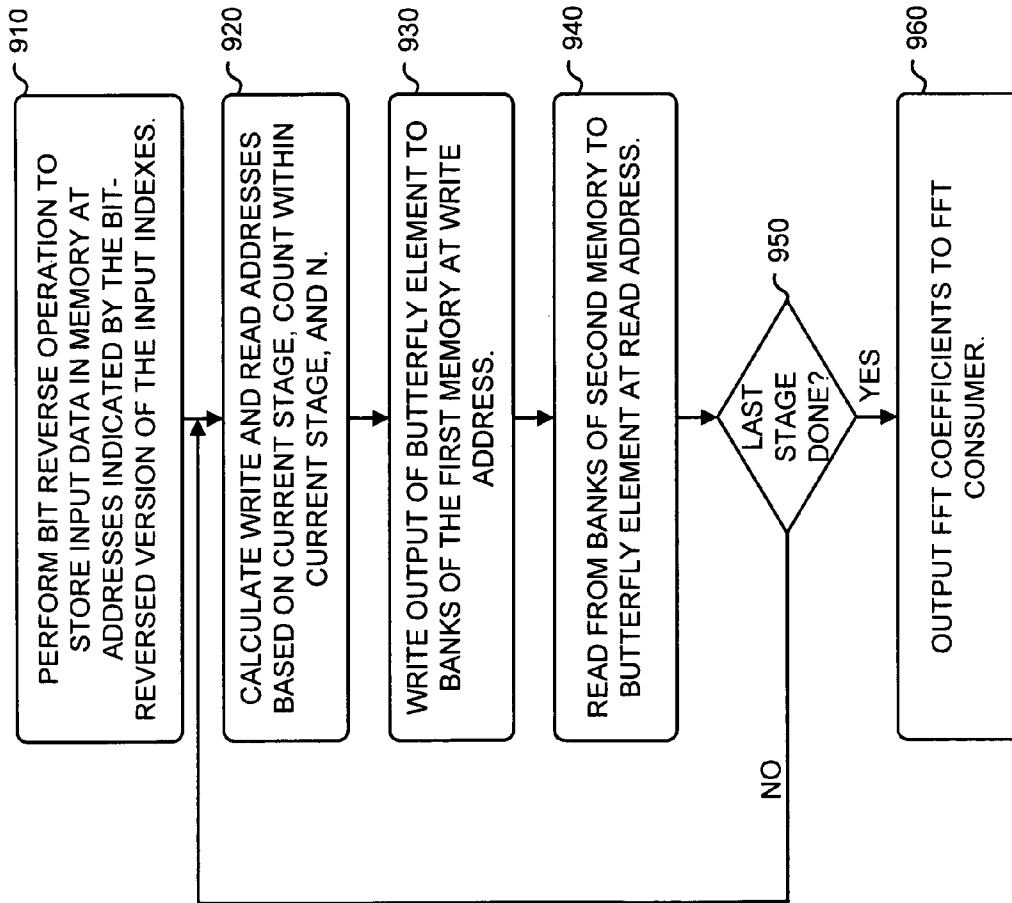 910
PERFORM BIT REVERSE OPERATION TO
STORE INPUT DATA IN MEMORY AT
ADDRESSES INDICATED BY THE BIT-
REVERSED VERSION OF THE INPUT INDEXES.
920
CALCULATE WRITE AND READ ADDRESSES
BASED ON CURRENT STAGE, COUNT WITHIN
CURRENT STAGE, AND N.
930
WRITE OUTPUT OF BUTTERFLY ELEMENT TO
BANKS OF THE FIRST MEMORY AT WRITE
ADDRESS.
940
READ FROM BANKS OF SECOND MEMORY TO
BUTTERFLY ELEMENT AT READ ADDRESS.
950
LAST
STAGE
DONE?
NO
YES
960
OUTPUT FFT COEFFICIENTS TO FFT
CONSUMER.